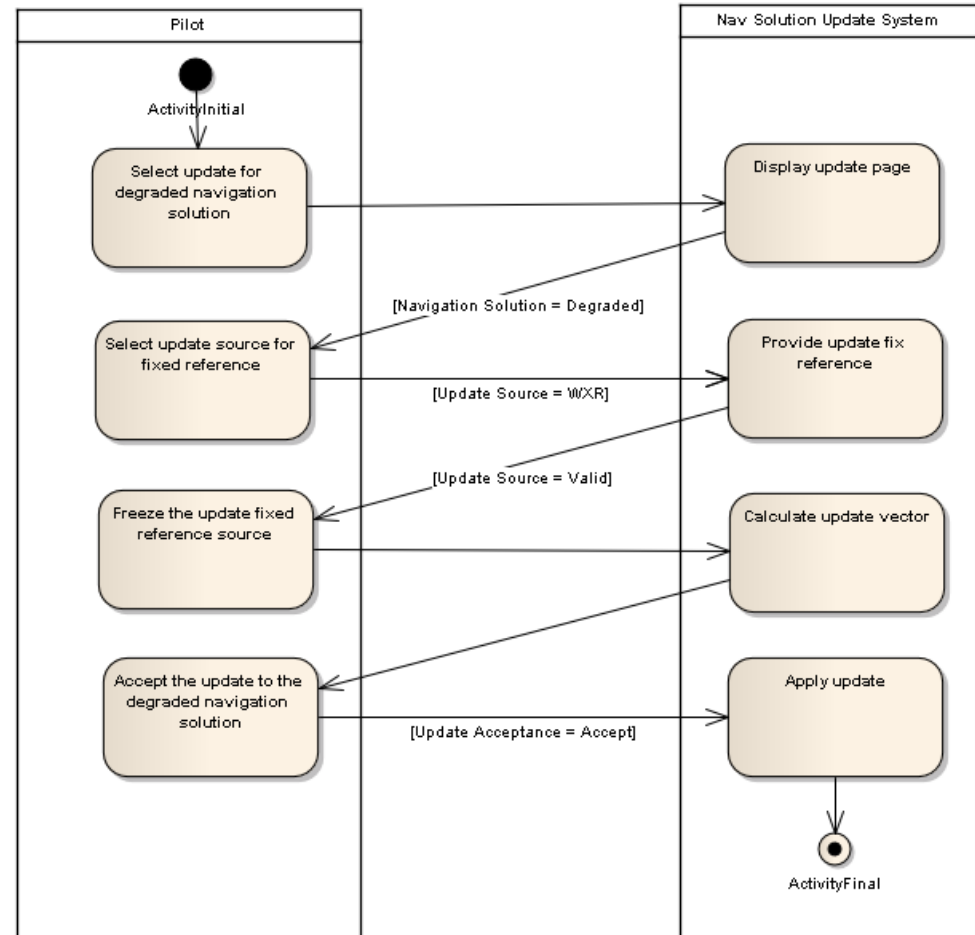 Pilot
Nav Solution Update System
ActivityInitial
Select update for
degraded navigation
solution
Display update page
[Navigation Solution = Degraded]
Select update source for
fixed reference
Provide update fix
reference
[Update Source = WXR]
[Update Source = Valid]
Freeze the update fixed
reference source
Calculate update vector
Accept the update to the
degraded navigation
solution
Apply update
[Update Acceptance = Accept]
ActivityFinal